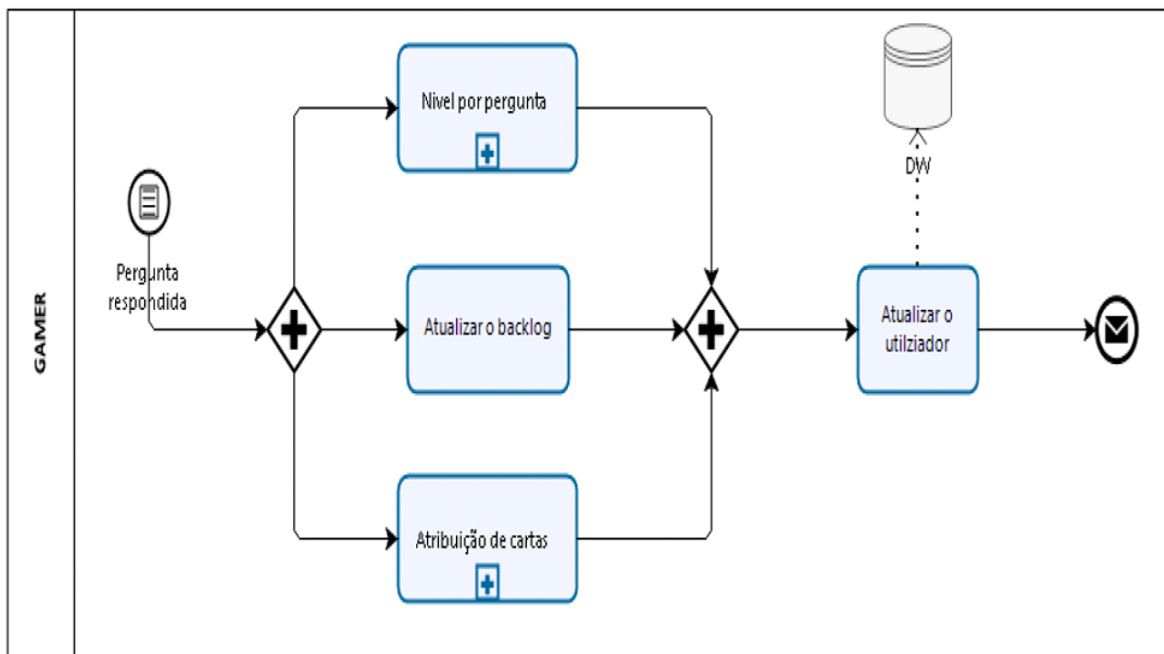 GAMER
Pergunta
respondida
Nivel por pergunta
Atualizar o backlog
Atribuição de cartas
DW
Atualizar o
utilziador